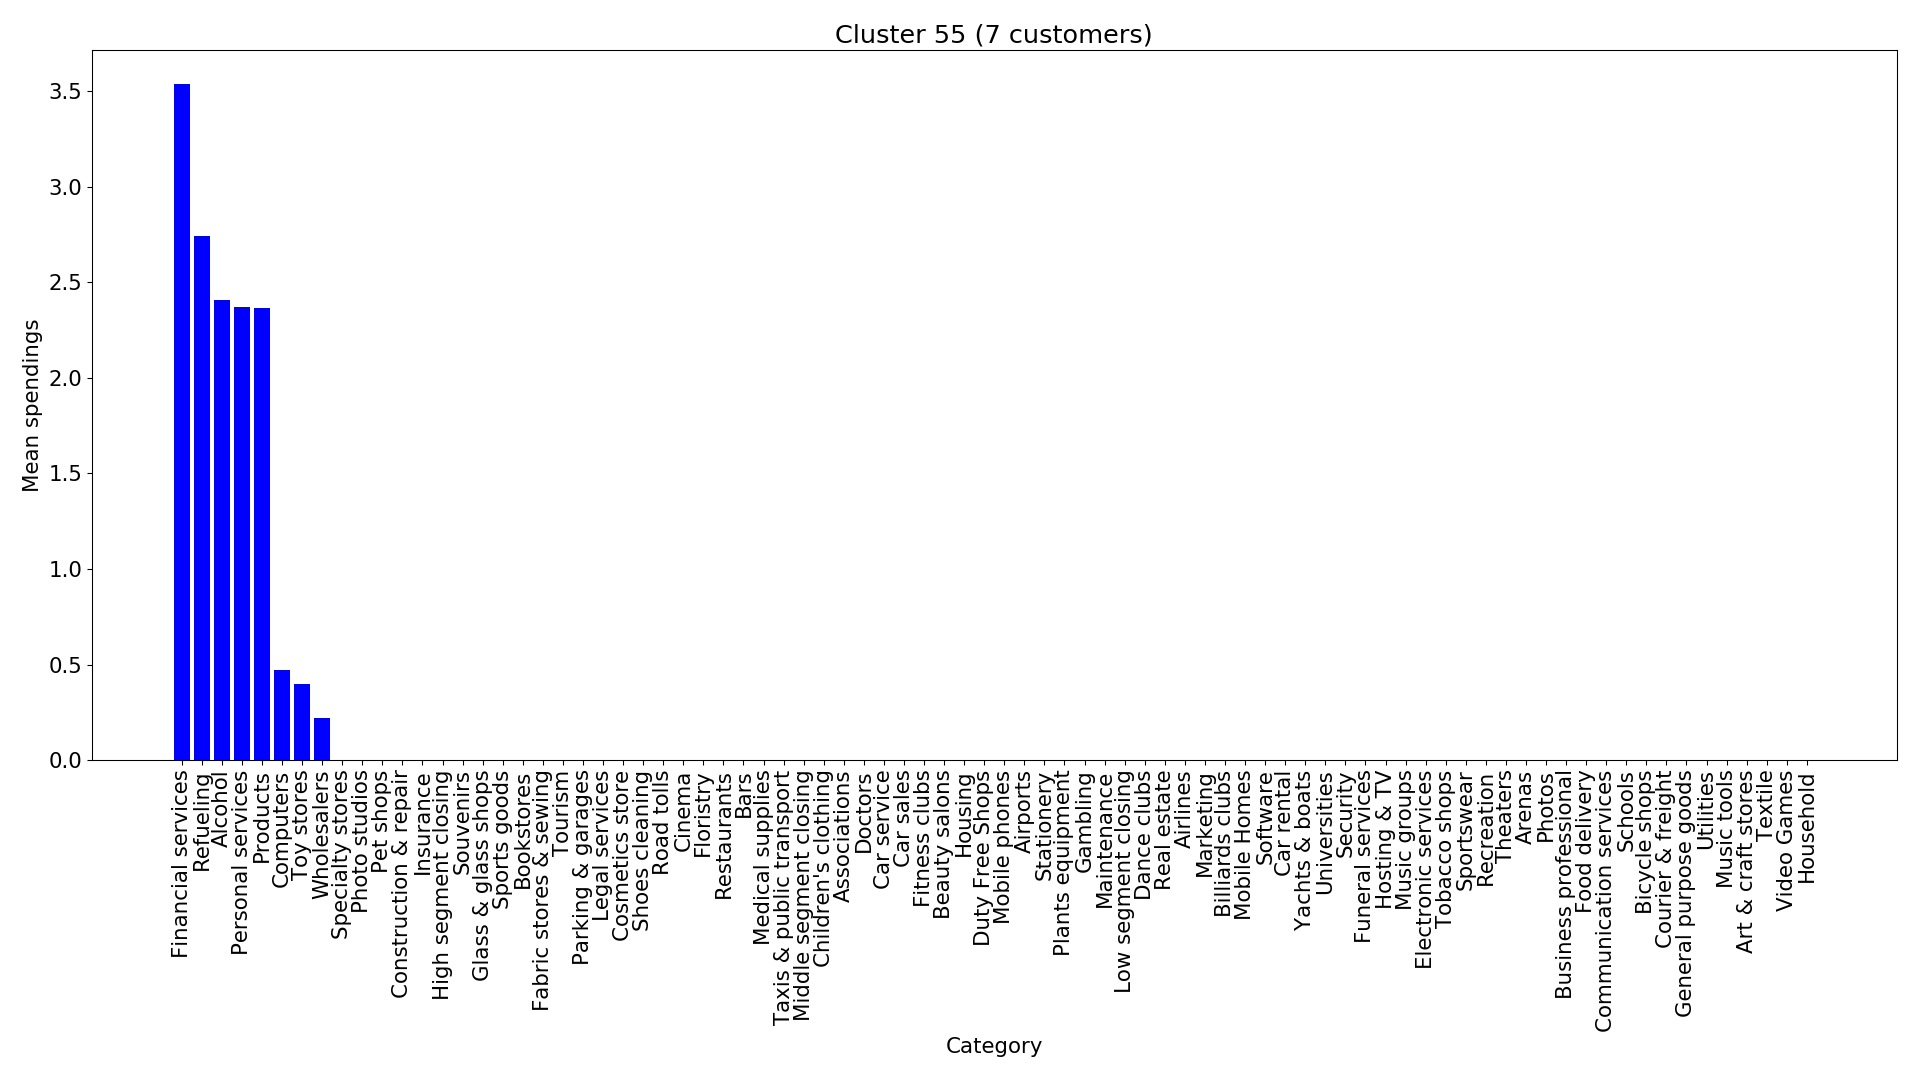 Cluster 55 (7 customers)
3.5
3.0
2.5
2.0
1.5
1.0
0.5
0.0
Mean spendings
Financial services
Refueling
Alcohol
Personal services
Products
Computers
Toy stores
Wholesalers
Specialty stores
Photo studios
Pet shops
Construction & repair
Insurance
High segment closing
Souvenirs
Glass & glass shops
Sports goods
Bookstores
Fabric stores & sewing
Tourism
Parking & garages
Legal services
Cosmetics store
Shoes cleaning
Road tolls
Cinema
Floristry
Restaurants
Bars
Medical supplies
Taxis & public transport
Middle segment closing
Children's clothing
Associations
Doctors
Car service
Car sales
Fitness clubs
Beauty salons
Housing
Duty Free Shops
Mobile phones
Airports
Stationery
Plants equipment
Gambling
Maintenance
Low segment closing
Dance clubs
Real estate
Airlines
Marketing
Billiards clubs
Mobile Homes
Software
Car rental
Yachts & boats
Universities
Security
Funeral services
Hosting & TV
Music groups
Electronic services
Tobacco shops
Sportswear
Recreation
Theaters
Arenas
Photos
Business professional
Food delivery
Communication services
Schools
Bicycle shops
Courier & freight
General purpose goods
Utilities
Music tools
Art & craft stores
Textile
Video Games
Household
Category